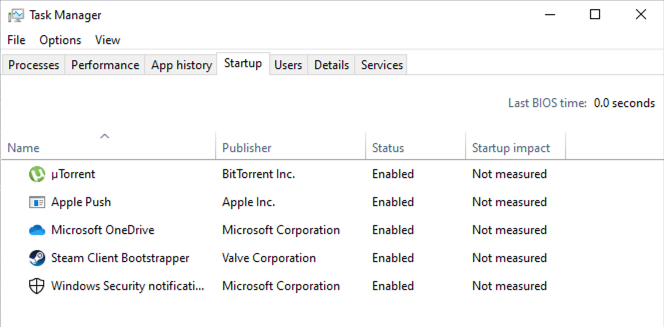 Task Manager
File Options View
Processes Performance App history Startup Users Details Services
Last BIOS time: 0.0 seconds
Name Publisher Status Startup impact
µTorrent BitTorrent Inc. Enabled Not measured
Apple Push Apple Inc. Enabled Not measured
Microsoft OneDrive Microsoft Corporation Enabled Not measured
Steam Client Bootstrapper Valve Corporation Enabled Not measured
Windows Security notificati... Microsoft Corporation Enabled Not measured